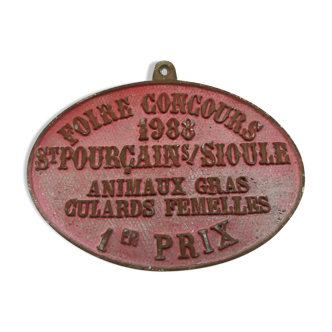 FOIRE CONCOURS
1988
ST POURÇAIN S/SIOULE
ANIMAUX GRAS
CULARDS FEMELLES
1ER PRIX